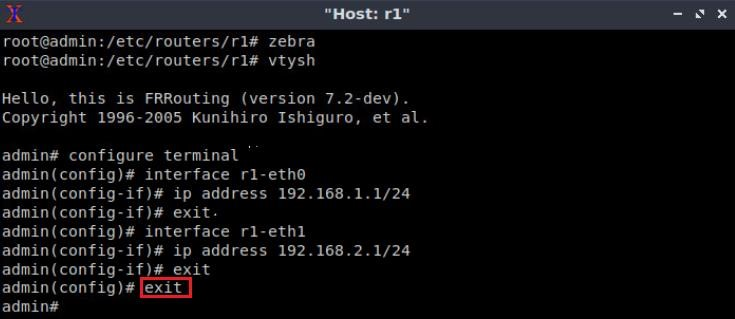 "Host: r1"
root@admin:/etc/routers/r1# zebra
root@admin:/etc/routers/r1# vtysh
Hello, this is FRRouting (version 7.2-dev).
Copyright 1996-2005 Kunihiro Ishiguro, et al.
admin# configure terminal
admin(config)# interface r1-eth0
admin(config-if)# ip address 192.168.1.1/24
admin(config-if)# exit
admin(config)# interface r1-eth1
admin(config-if)# ip address 192.168.2.1/24
admin(config-if)# exit
admin(config)# exit
admin#